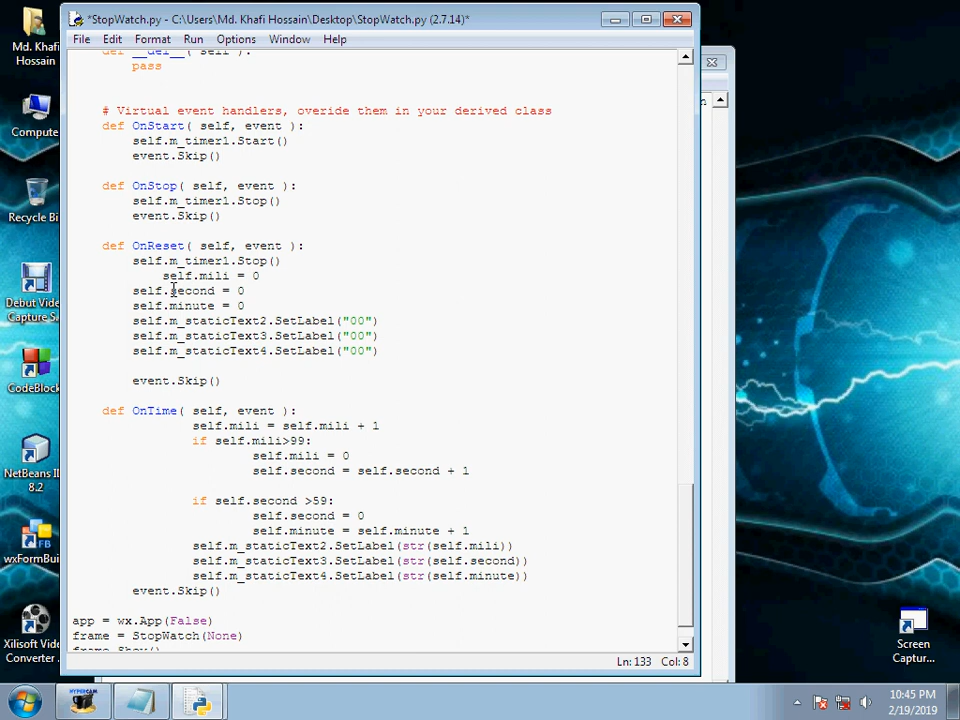 *StopWatch.py - C:\Users\Md. Khafi Hossain\Desktop\StopWatch.py (2.7.14)*
File Edit Format Run Options Window Help
def __del__( self ):
pass
# Virtual event handlers, overide them in your derived class
def OnStart( self, event ):
self.m_timer1.Start()
event.Skip()
def OnStop( self, event ):
self.m_timer1.Stop()
event.Skip()
def OnReset( self, event ):
self.m_timer1.Stop()
self.mili = 0
self.second = 0
self.minute = 0
self.m_staticText2.SetLabel("00")
self.m_staticText3.SetLabel("00")
self.m_staticText4.SetLabel("00")
event.Skip()
def OnTime( self, event ):
self.mili = self.mili + 1
if self.mili>99:
self.mili = 0
self.second = self.second + 1
if self.second >59:
self.second = 0
self.minute = self.minute + 1
self.m_staticText2.SetLabel(str(self.mili))
self.m_staticText3.SetLabel(str(self.second))
self.m_staticText4.SetLabel(str(self.minute))
event.Skip()
app = wx.App(False)
frame = StopWatch(None)
frame.Show()
Ln: 133 Col: 8
Md. Khafi
Hossain
Compute
Recycle Bi
Debut Vide
Capture S
CodeBlock
NetBeans I
8.2
wxFormBui
Xilisoft Vide
Converter
Screen
Captur...
HYPERCAM
10:45 PM
2/19/2019